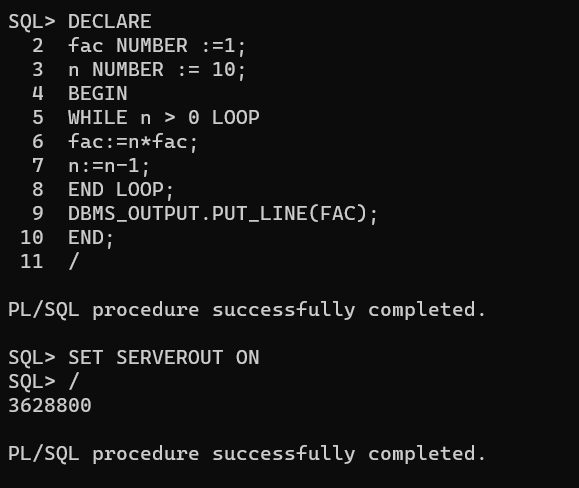 SQL> DECLARE
  2  fac NUMBER :=1;
  3  n NUMBER := 10;
  4  BEGIN
  5  WHILE n > 0 LOOP
  6  fac:=n*fac;
  7  n:=n-1;
  8  END LOOP;
  9  DBMS_OUTPUT.PUT_LINE(FAC);
 10  END;
 11  /
PL/SQL procedure successfully completed.
SQL> SET SERVEROUT ON
SQL> /
3628800
PL/SQL procedure successfully completed.